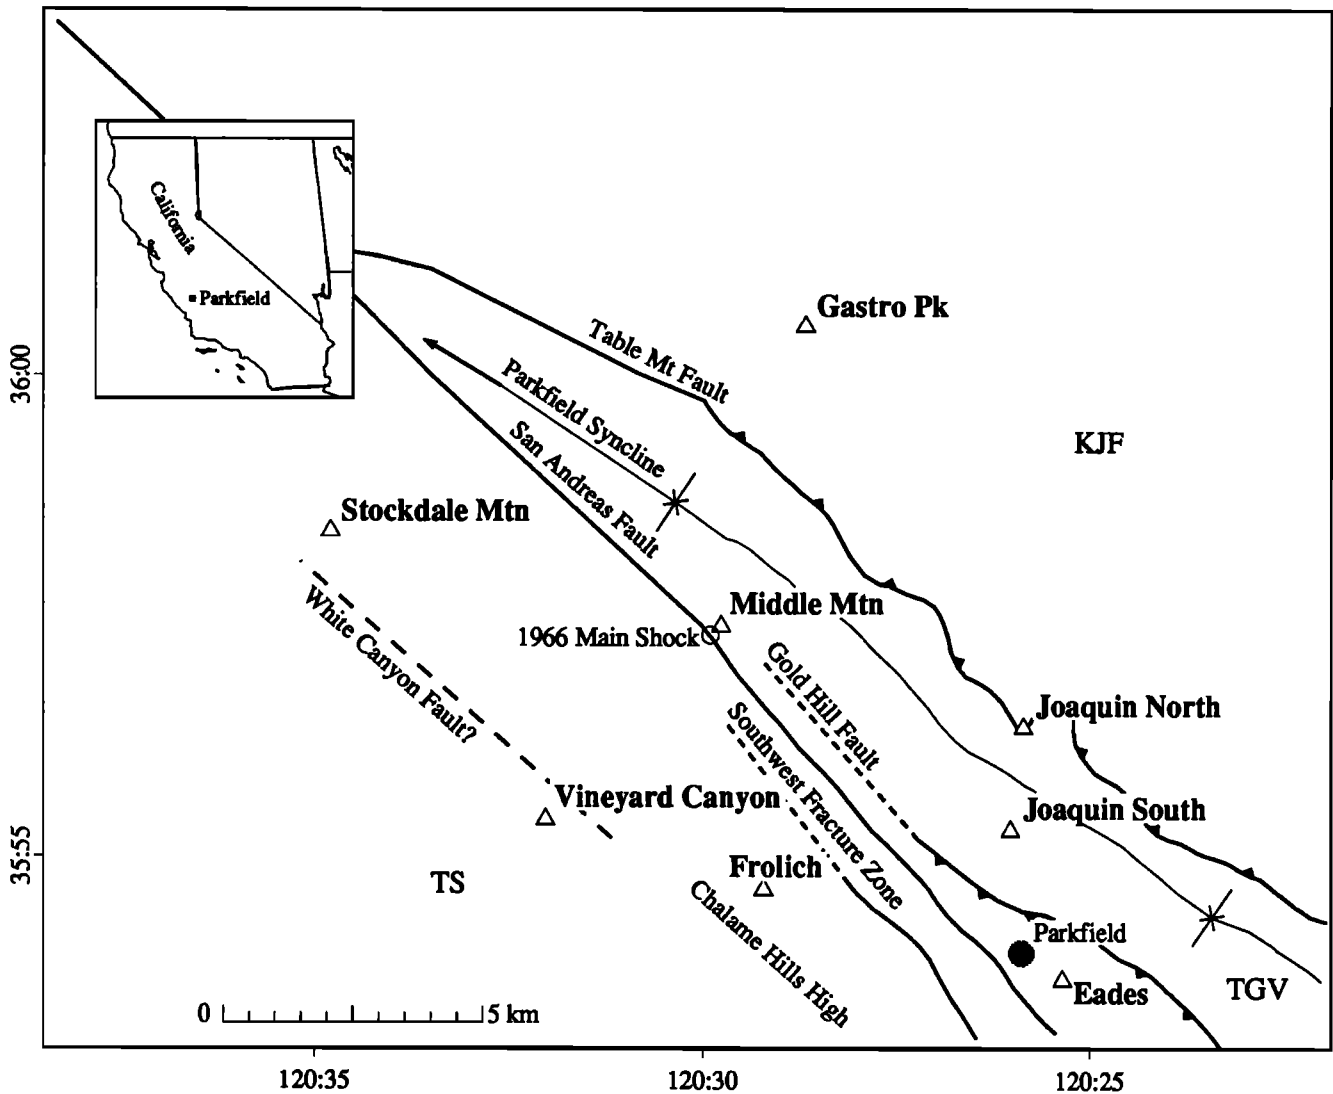 California
Parkfield
Gastro Pk
Table Mt Fault
36:00
Parkfield Syncline
San Andreas Fault
KJF
Stockdale Mtn
White Canyon Fault?
Middle Mtn
1966 Main Shock
Gold Hill Fault
Joaquin North
Southwest Fracture Zone
Vineyard Canyon
Joaquin South
35:55
TS
Frolich
Chalame Hills High
Parkfield
Eades
TGV
0 5 km
120:35 120:30 120:25